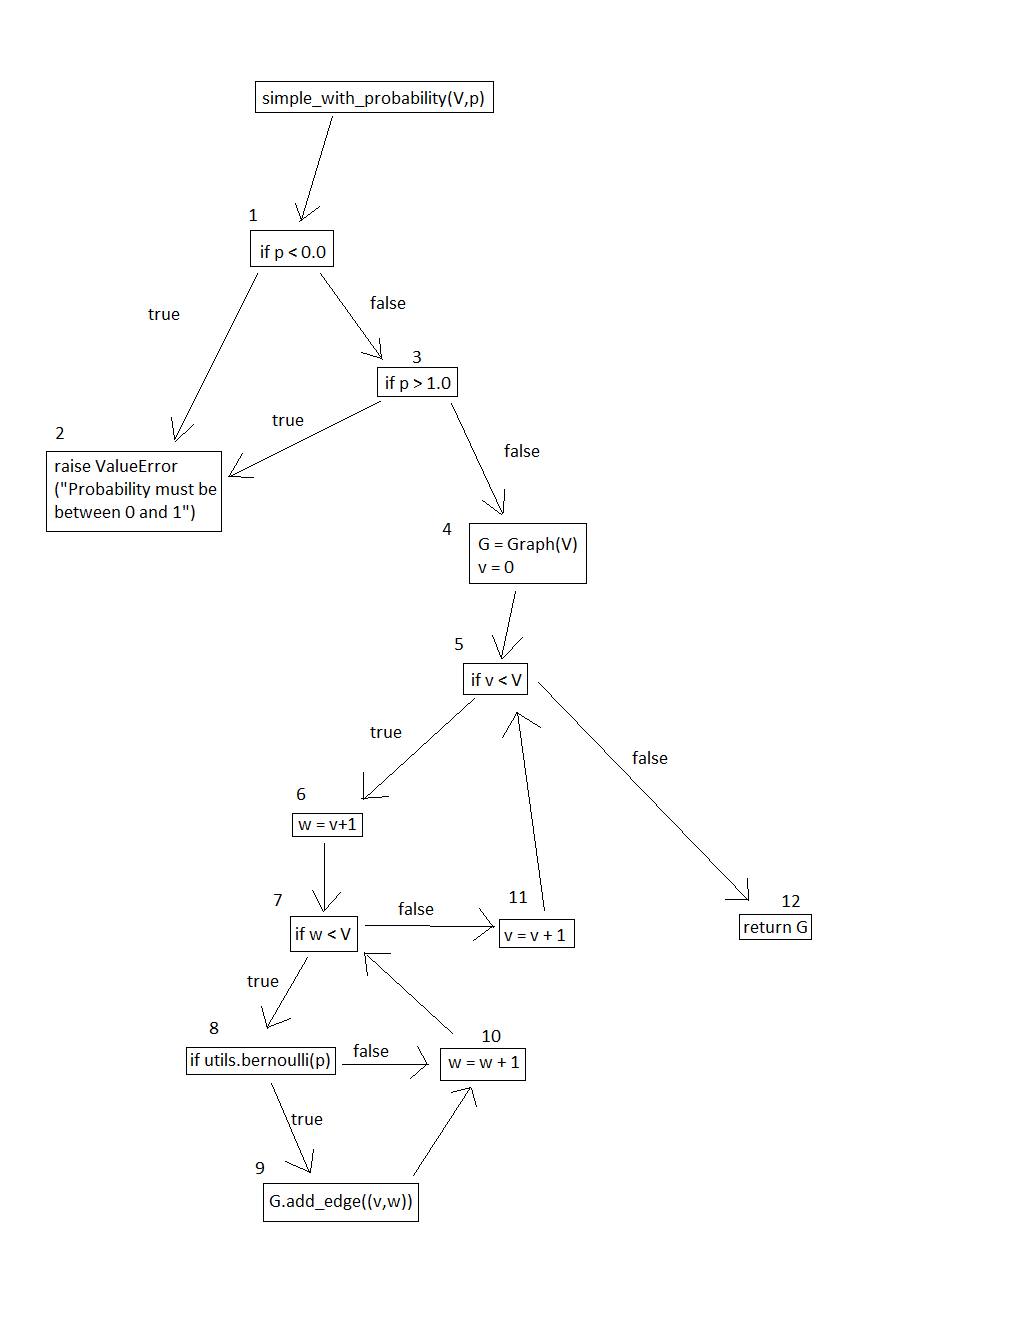 simple_with_probability(V,p)
1
if p < 0.0
true
false
3
if p > 1.0
true
false
2
raise ValueError
("Probability must be
between 0 and 1")
4
G = Graph(V)
v = 0
5
if v < V
true
false
6
w = v+1
7
if w < V
false
11
v = v + 1
12
return G
true
8
if utils.bernoulli(p)
false
10
w = w + 1
true
9
G.add_edge((v,w))